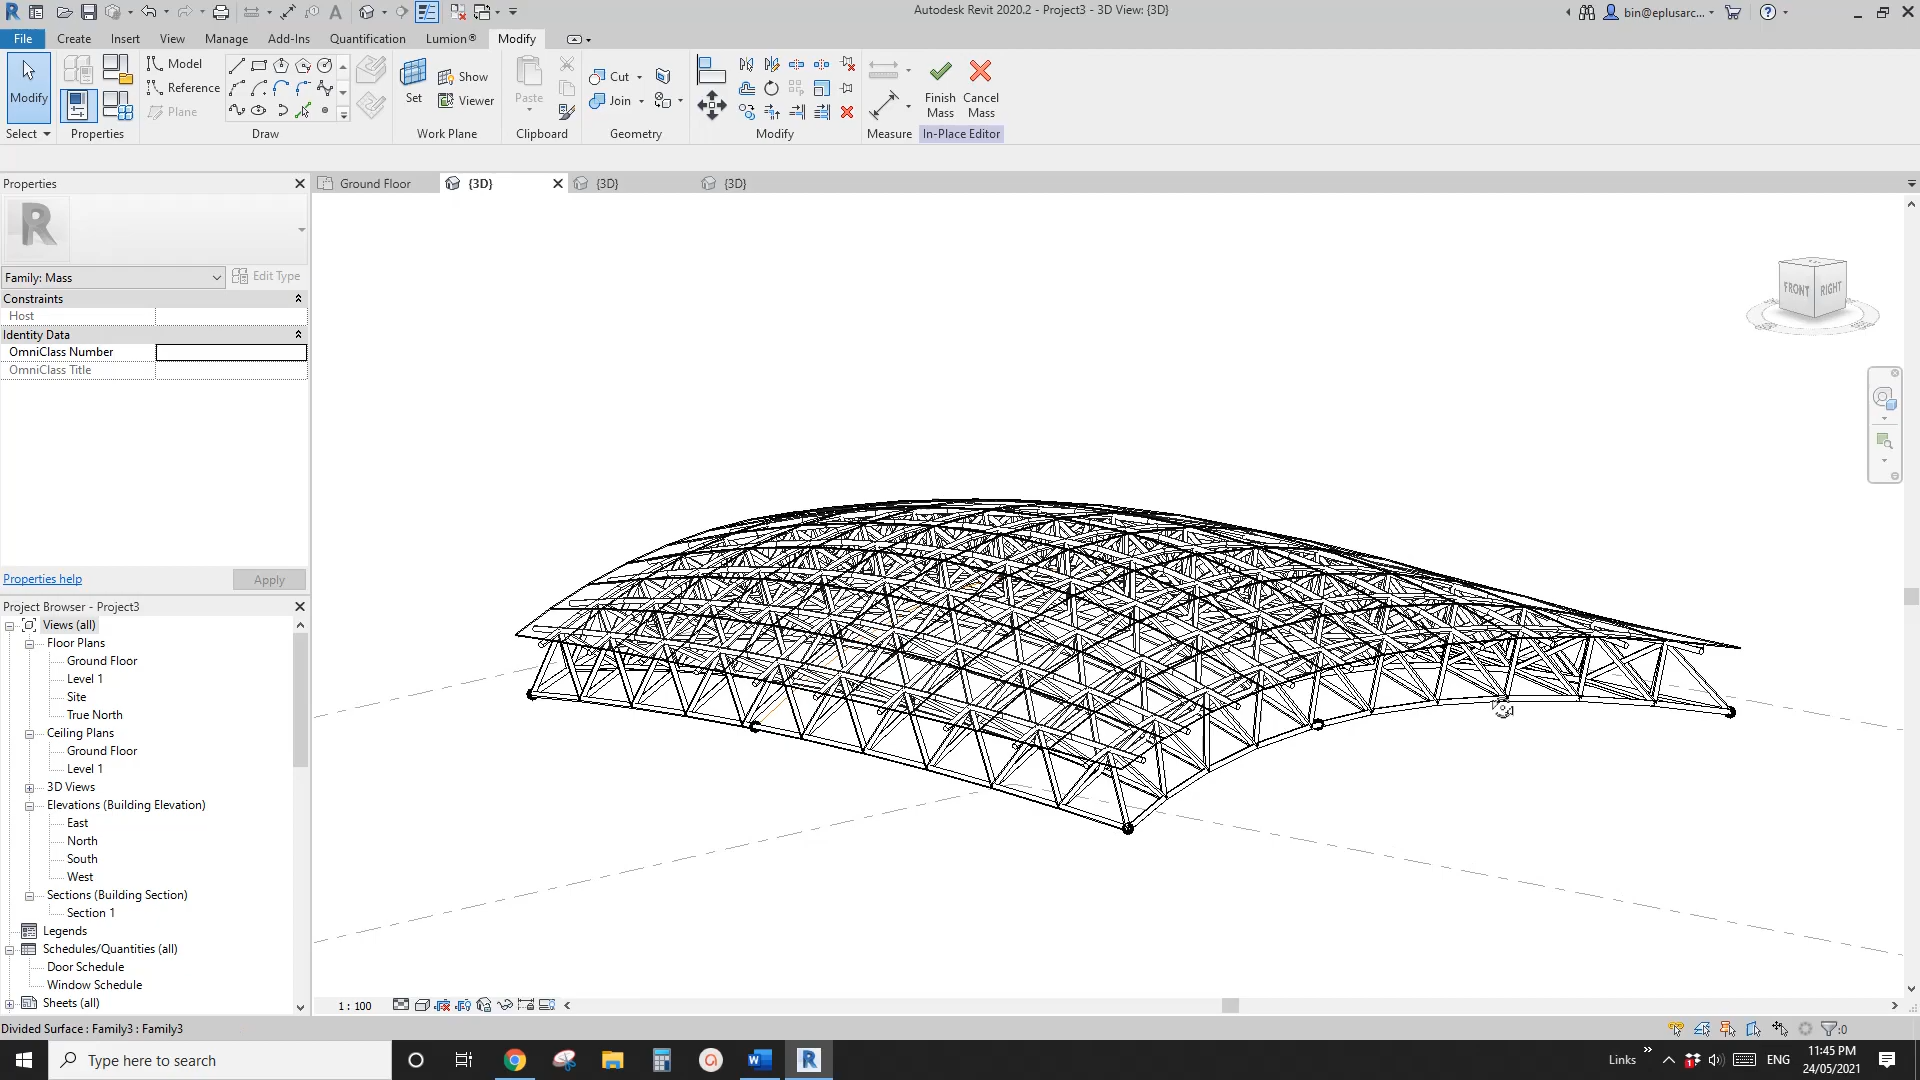 Autodesk Revit 2020.2 - Project3 - 3D View: {3D}
bin@eplusarc...
File Create Insert View Manage Add-Ins Quantification Lumion® Modify
Modify
Select
Properties
Model
Reference
Plane
Draw
Set
Show
Viewer
Work Plane
Paste
Clipboard
Cut
Join
Geometry
Modify
Measure
Finish Mass
Cancel Mass
In-Place Editor
Properties
Ground Floor
{3D}
{3D}
{3D}
Family: Mass
Edit Type
Constraints
Host
Identity Data
OmniClass Number
OmniClass Title
Properties help
Apply
FRONT
RIGHT
Project Browser - Project3
Views (all)
Floor Plans
Ground Floor
Level 1
Site
True North
Ceiling Plans
Ground Floor
Level 1
3D Views
Elevations (Building Elevation)
East
North
South
West
Sections (Building Section)
Section 1
Legends
Schedules/Quantities (all)
Door Schedule
Window Schedule
Sheets (all)
1 : 100
Divided Surface : Family3 : Family3
:0
Type here to search
Links
ENG
11:45 PM
24/05/2021